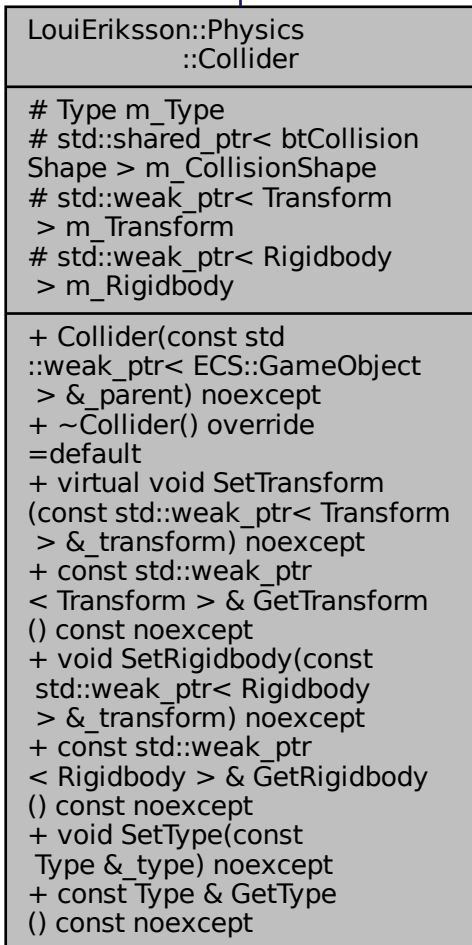 LouiEriksson::Physics
::Collider
# Type m_Type
# std::shared_ptr< btCollision
Shape > m_CollisionShape
# std::weak_ptr< Transform
 > m_Transform
# std::weak_ptr< Rigidbody
 > m_Rigidbody
+ Collider(const std
::weak_ptr< ECS::GameObject
 > &_parent) noexcept
+ ~Collider() override
=default
+ virtual void SetTransform
(const std::weak_ptr< Transform
 > &_transform) noexcept
+ const std::weak_ptr
< Transform > & GetTransform
() const noexcept
+ void SetRigidbody(const
 std::weak_ptr< Rigidbody
 > &_transform) noexcept
+ const std::weak_ptr
< Rigidbody > & GetRigidbody
() const noexcept
+ void SetType(const
 Type &_type) noexcept
+ const Type & GetType
() const noexcept